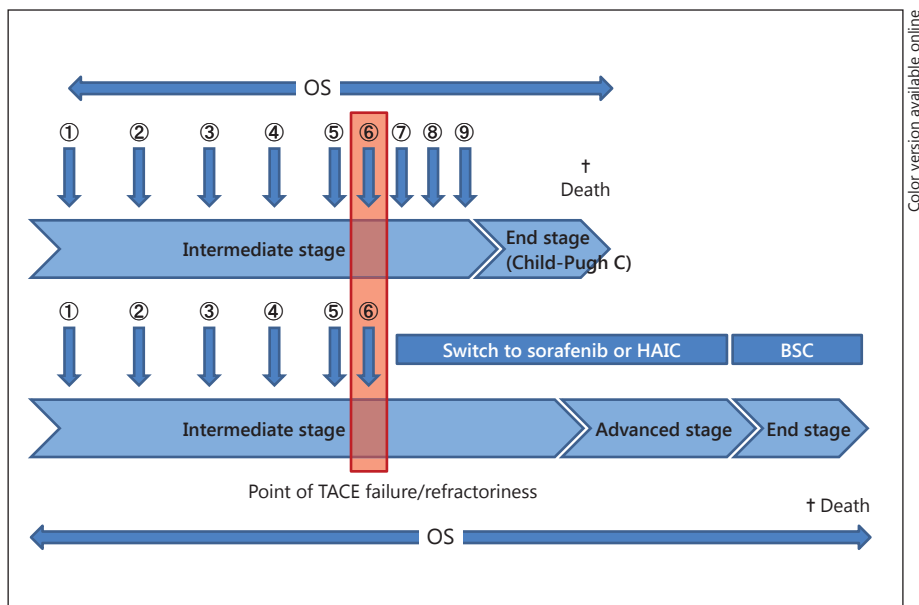 OS
① ② ③ ④ ⑤ ⑥ ⑦ ⑧ ⑨
† 
Death
Intermediate stage
End stage
(Child-Pugh C)
① ② ③ ④ ⑤ ⑥
Switch to sorafenib or HAIC
BSC
Intermediate stage
Advanced stage
End stage
Point of TACE failure/refractoriness
† Death
OS
Color version available online